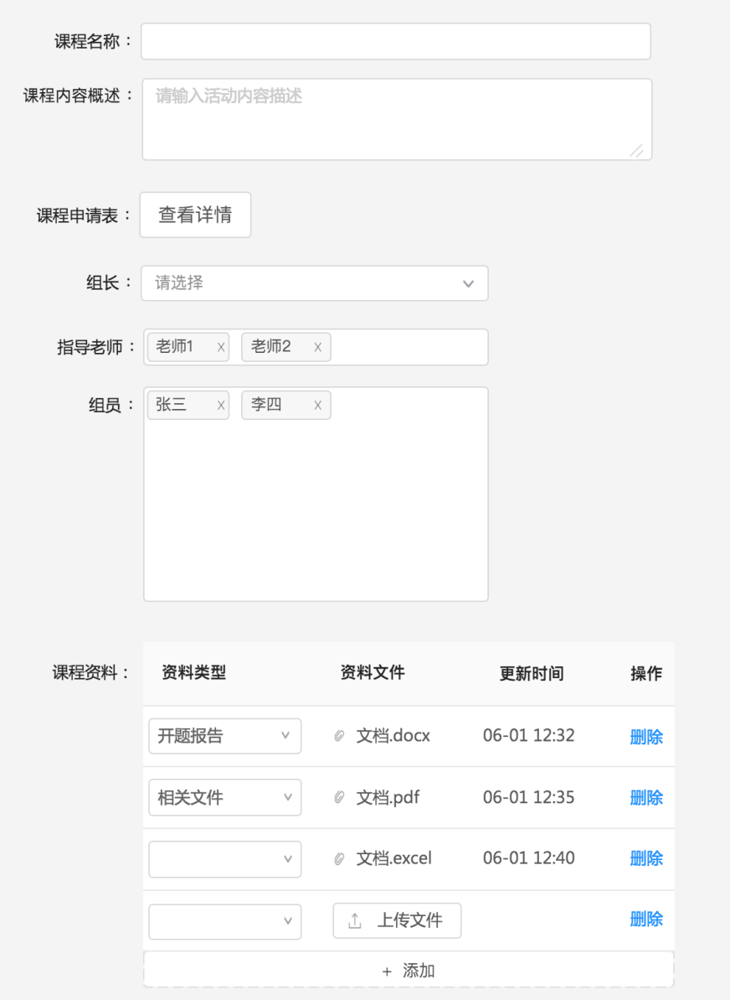 课程名称：
课程内容概述： 请输入活动内容描述
课程申请表： 查看详情
组长： 请选择
指导老师： 老师1 x 老师2 x
组员： 张三 x 李四 x
课程资料： 资料类型 资料文件 更新时间 操作
开题报告 文档.docx 06-01 12:32 删除
相关文件 文档.pdf 06-01 12:35 删除
文档.excel 06-01 12:40 删除
上传文件 删除
+ 添加